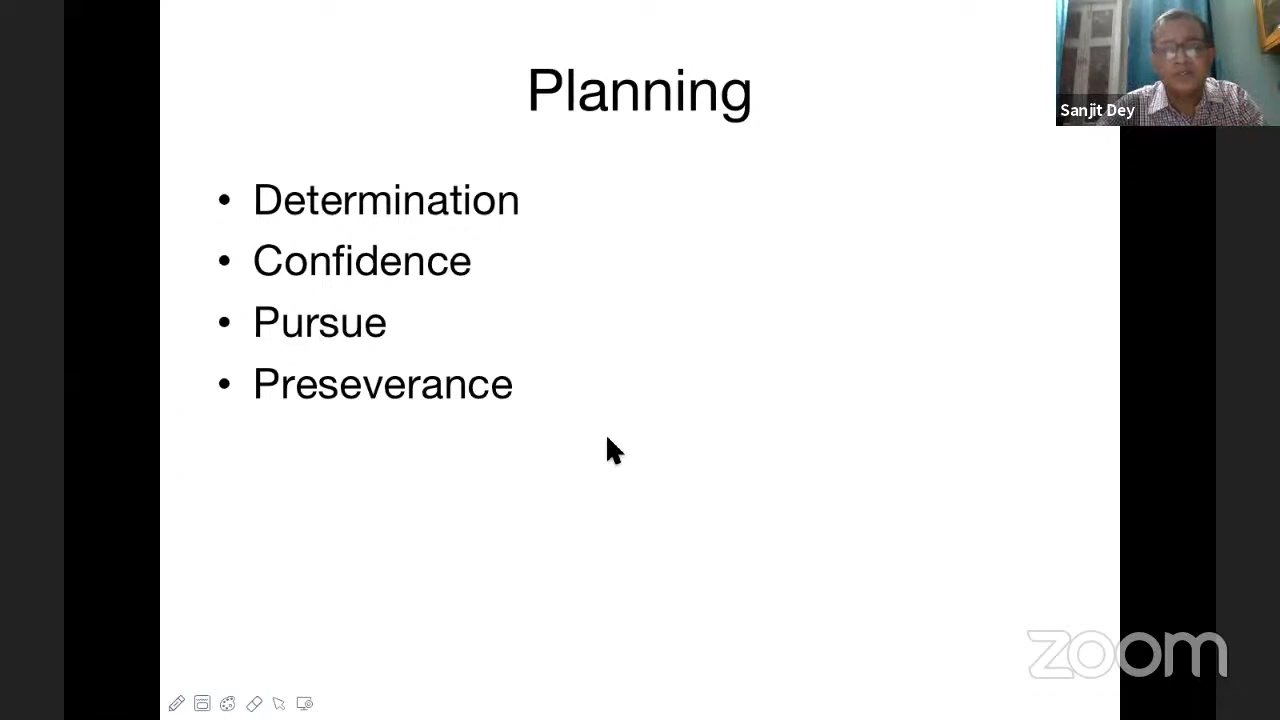 Planning
Sanjit Dey
• Determination
• Confidence
• Pursue
• Preseverance
zoom